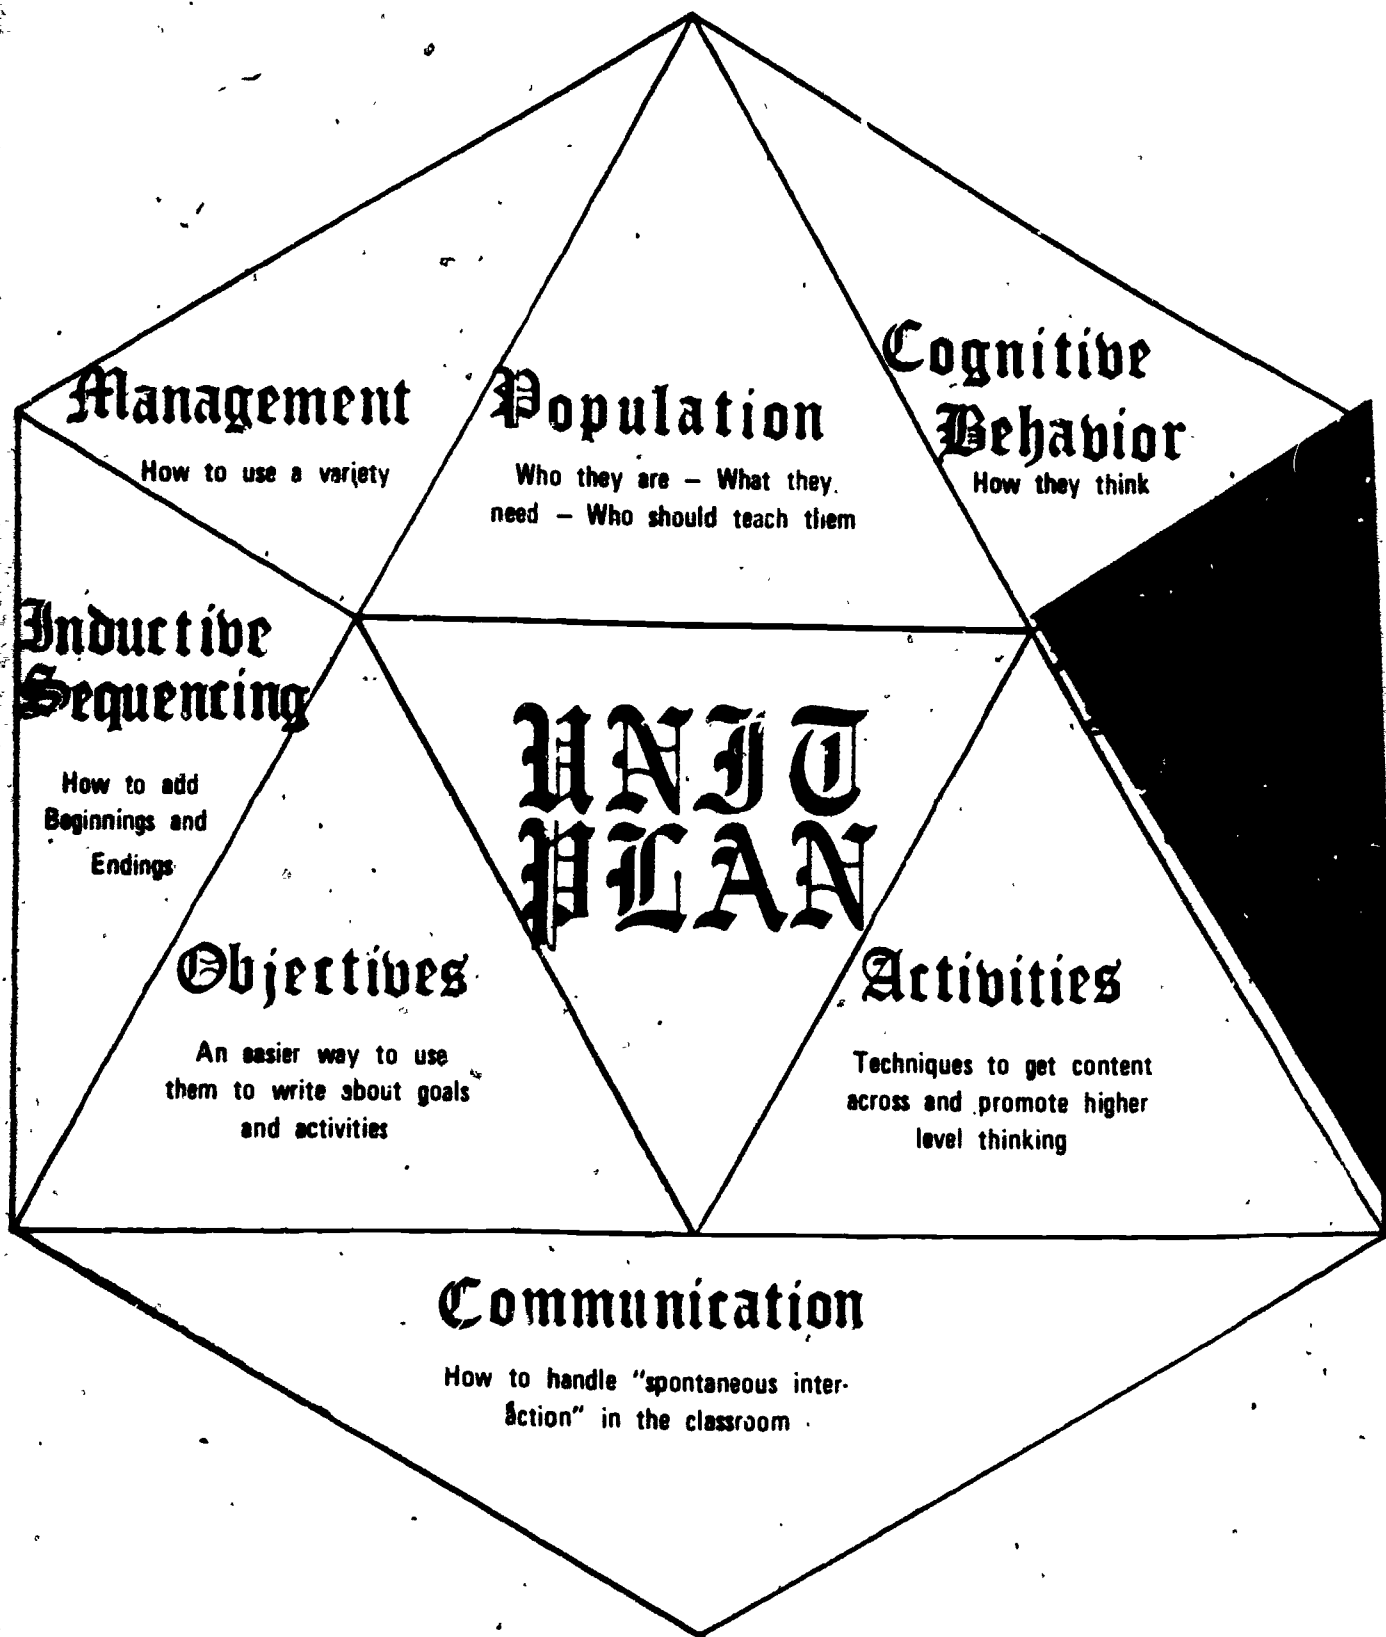 Management
How to use a variety
Population
Who they are – What they
need – Who should teach them
Cognitive
Behavior
How they think
Inductive
Sequencing
How to add
Beginnings and
Endings
UNIT
PLAN
Objectives
An easier way to use
them to write about goals
and activities
Activities
Techniques to get content
across and promote higher
level thinking
Communication
How to handle "spontaneous inter-
action" in the classroom